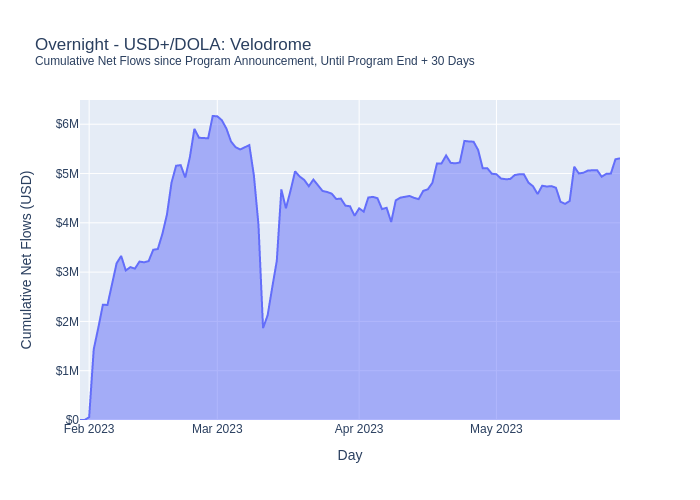 Overnight - USD+/DOLA: Velodrome
Cumulative Net Flows since Program Announcement, Until Program End + 30 Days
Cumulative Net Flows (USD)
$6M
$5M
$4M
$3M
$2M
$1M
$0
Feb 2023 Mar 2023 Apr 2023 May 2023
Day